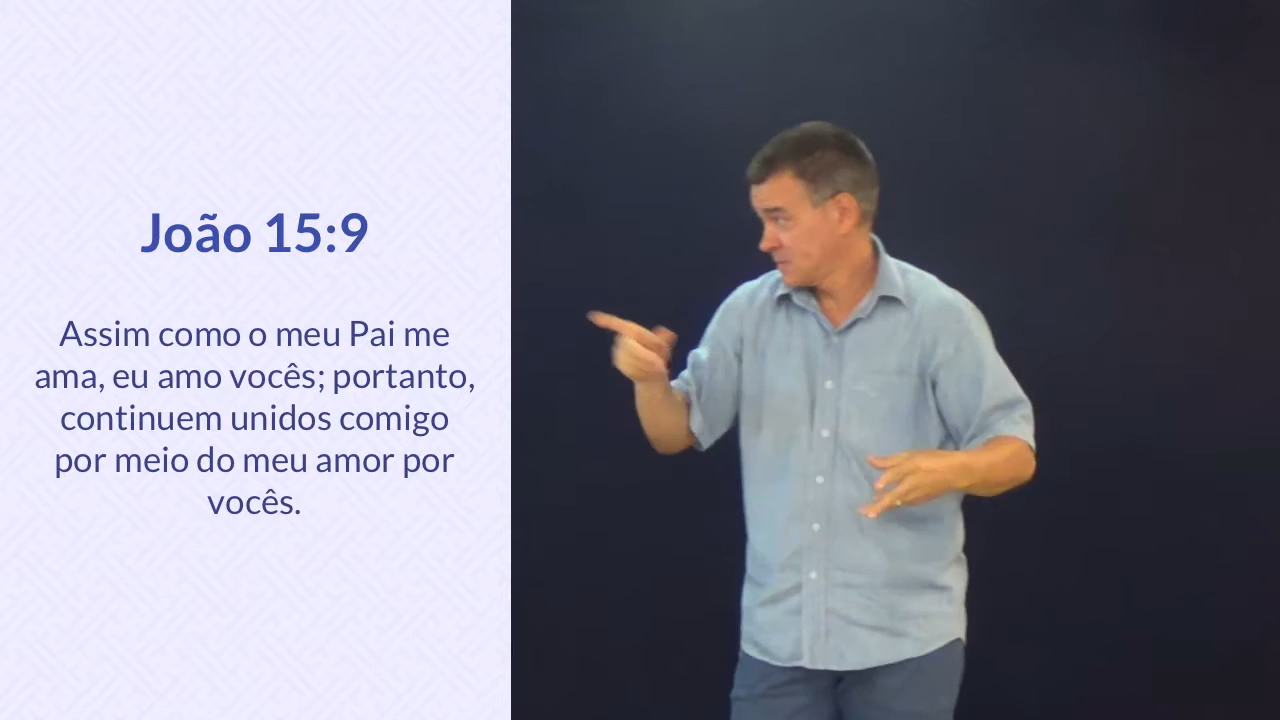 João 15:9
Assim como o meu Pai me
ama, eu amo vocês; portanto,
continuem unidos comigo
por meio do meu amor por
vocês.